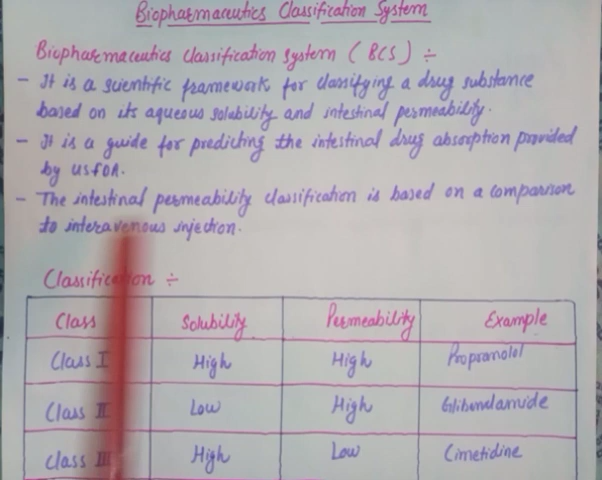 Biopharmaceutics Classification System
Biopharmaceutics classification system (BCS) ÷
- It is a scientific framework for classifying a drug substance
based on its aqueous solubility and intestinal permeability.
- It is a guide for predicting the intestinal drug absorption provided
by USFDA.
- The intestinal permeability classification is based on a comparison
to interavenous injection.
Classification ÷
Class Solubility Permeability Example
Class I High High Propranolol
Class II Low High Glibenclamide
Class III High Low Cimetidine